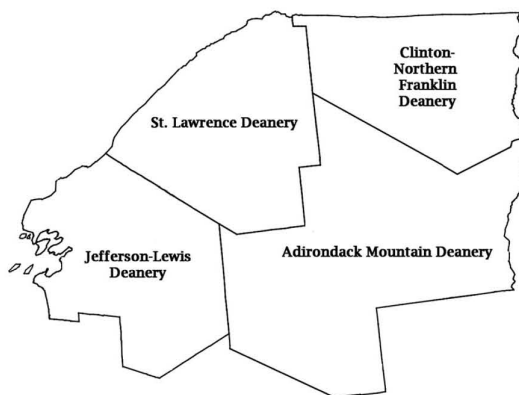 Clinton-
Northern
Franklin
Deanery
St. Lawrence Deanery
Jefferson-Lewis
Deanery
Adirondack Mountain Deanery